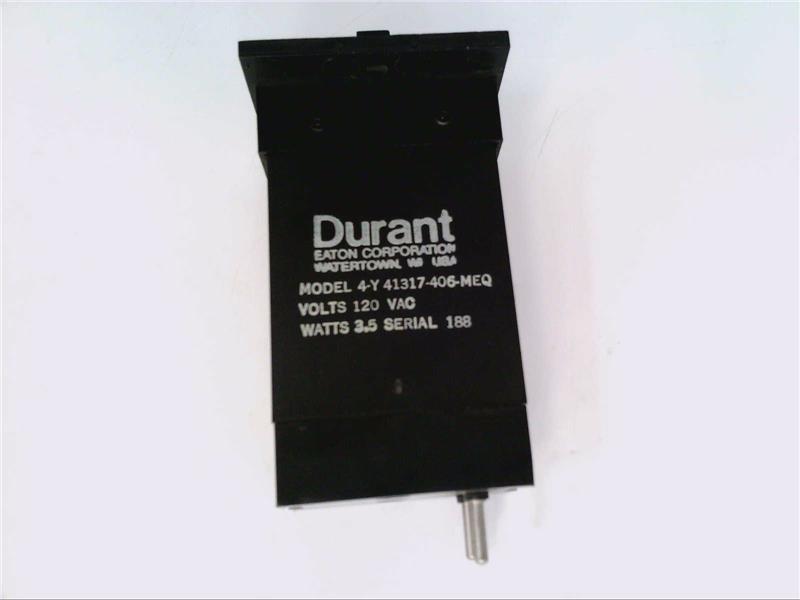 Durant
EATON CORPORATION
WATERTOWN, WI USA
MODEL 4-Y 41317-406-MEQ
VOLTS 120 VAC
WATTS 3.5 SERIAL 188